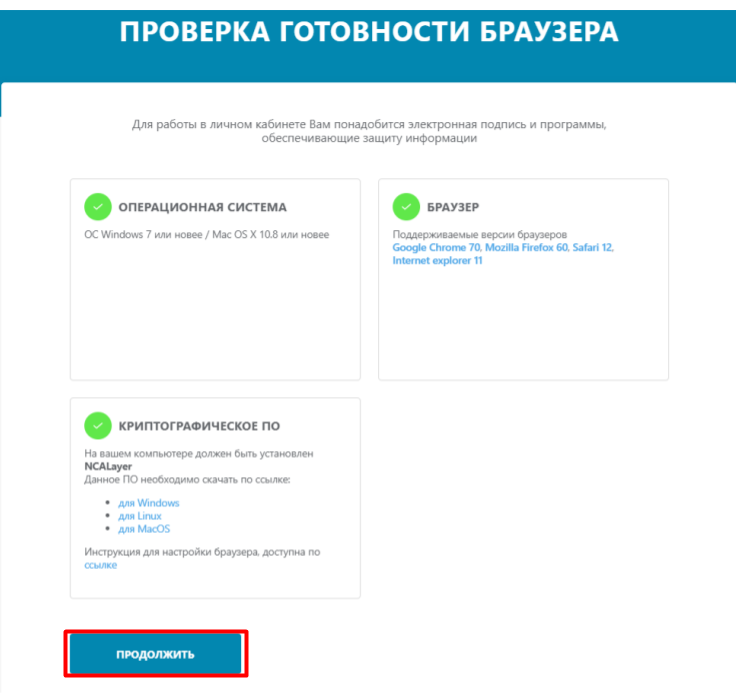 ПРОВЕРКА ГОТОВНОСТИ БРАУЗЕРА
Для работы в личном кабинете Вам понадобится электронная подпись и программы,
обеспечивающие защиту информации
ОПЕРАЦИОННАЯ СИСТЕМА
ОС Windows 7 или новее / Mac OS X 10.8 или новее
БРАУЗЕР
Поддерживаемые версии браузеров
Google Chrome 70, Mozilla Firefox 60, Safari 12,
Internet explorer 11
КРИПТОГРАФИЧЕСКОЕ ПО
На вашем компьютере должен быть установлен
NCALayer
Данное ПО необходимо скачать по ссылке:
• для Windows
• для Linux
• для MacOS
Инструкция для настройки браузера, доступна по
ссылке
ПРОДОЛЖИТЬ